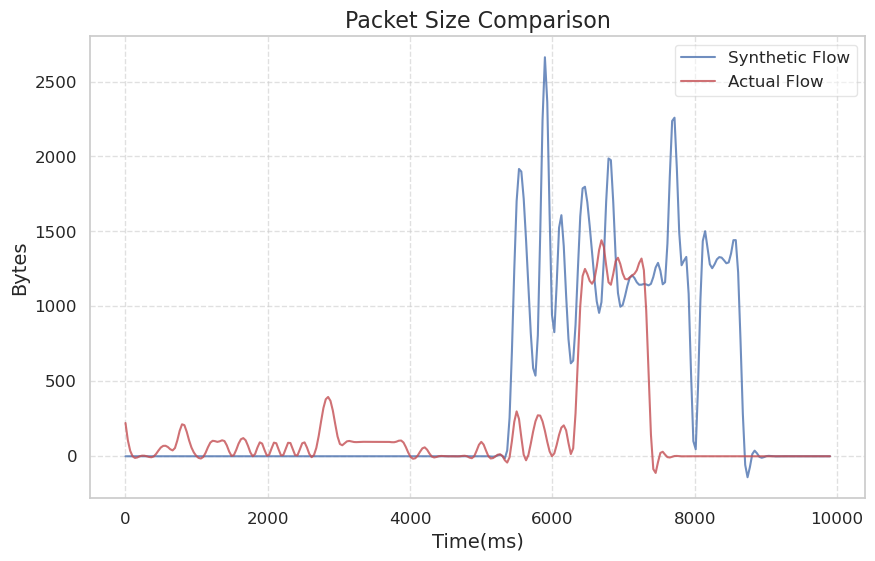 Packet Size Comparison
Synthetic Flow
Actual Flow
2500
2000
1500
1000
500
0
Bytes
0 2000 4000 6000 8000 10000
Time(ms)